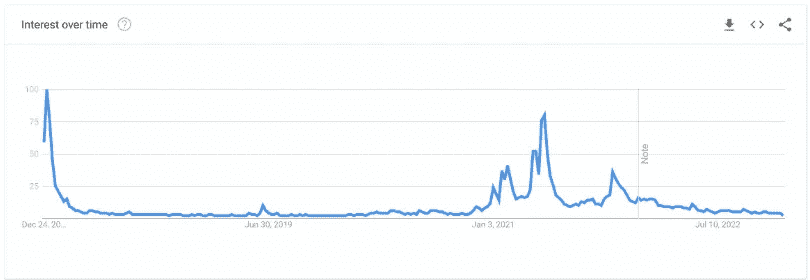 Interest over time
100
75
50
25
Note
Dec 24, 20...
Jun 30, 2019
Jan 3, 2021
Jul 10, 2022